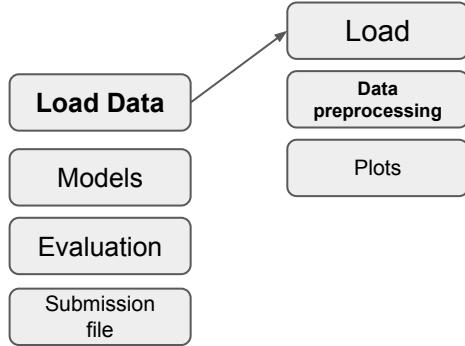 Load Data
Models
Evaluation
Submission
file
Load
Data
preprocessing
Plots